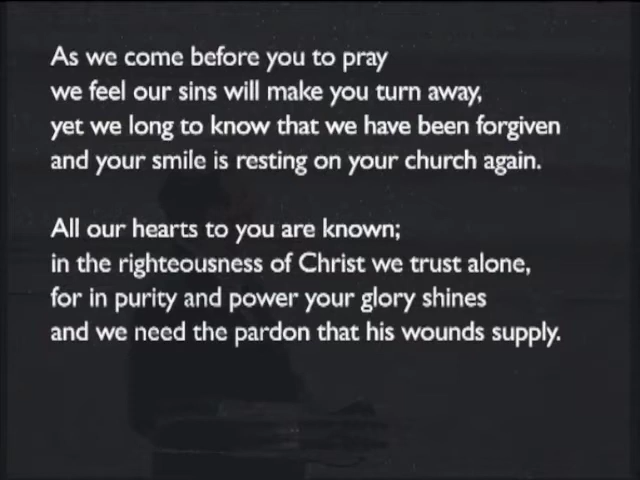 As we come before you to pray
we feel our sins will make you turn away,
yet we long to know that we have been forgiven
and your smile is resting on your church again.
All our hearts to you are known;
in the righteousness of Christ we trust alone,
for in purity and power your glory shines
and we need the pardon that his wounds supply.